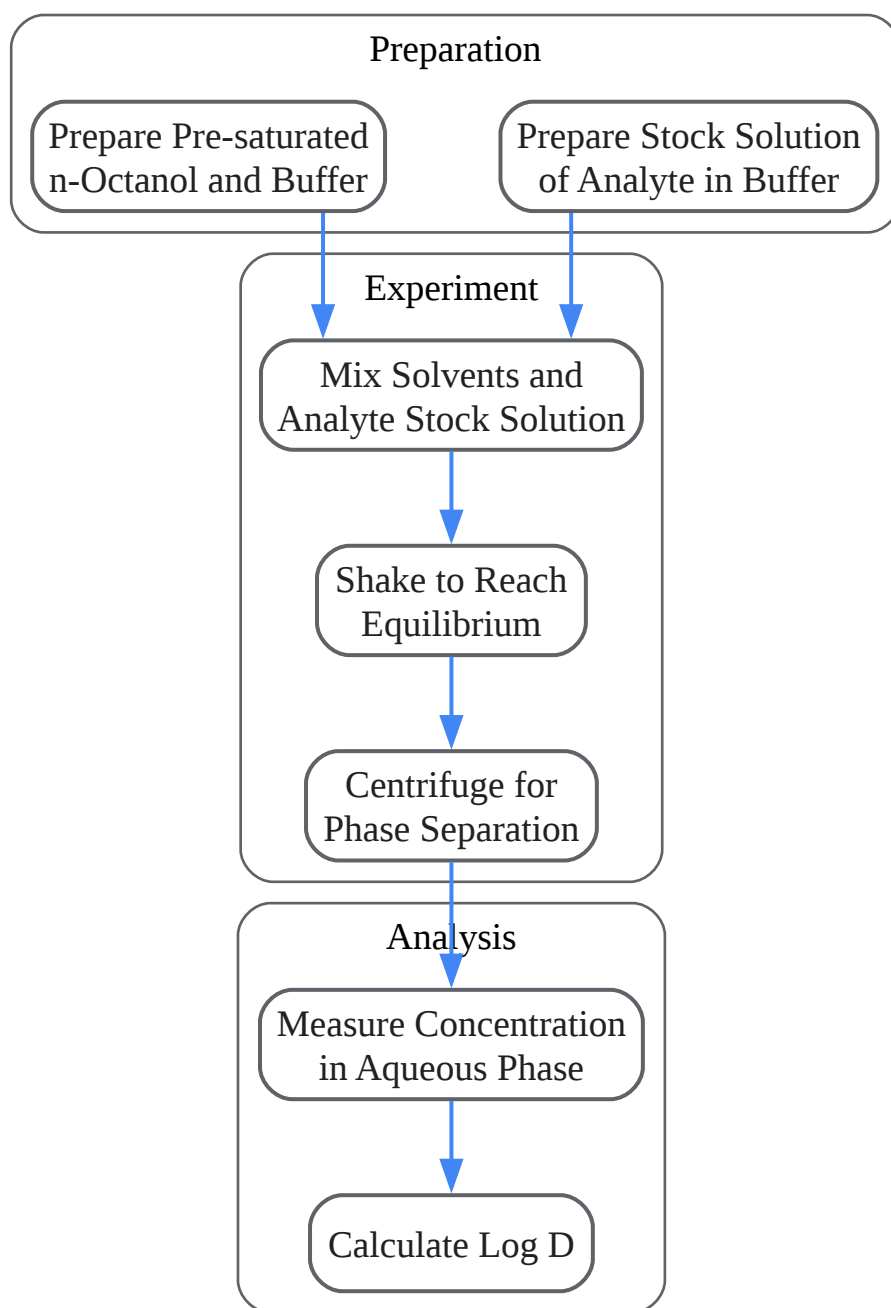 Preparation
Prepare Pre-saturated
n-Octanol and Buffer
Prepare Stock Solution
of Analyte in Buffer
Experiment
Mix Solvents and
Analyte Stock Solution
Shake to Reach
Equilibrium
Centrifuge for
Phase Separation
Analysis
Measure Concentration
in Aqueous Phase
Calculate Log D